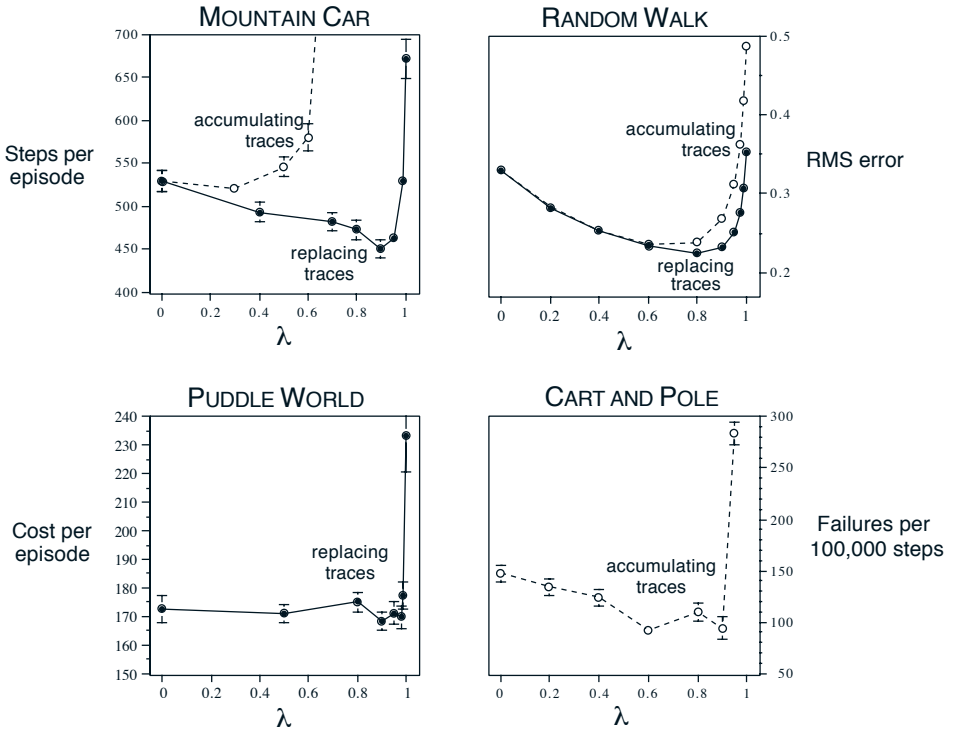 MOUNTAIN CAR
700
650
600
550
500
450
400
Steps per
episode
accumulating
traces
replacing
traces
0
0.2
0.4
0.6
0.8
1
λ
RANDOM WALK
0.5
0.4
0.3
0.2
RMS error
accumulating
traces
replacing
traces
0
0.2
0.4
0.6
0.8
1
λ
PUDDLE WORLD
240
230
220
210
200
190
180
170
160
150
Cost per
episode
replacing
traces
0
0.2
0.4
0.6
0.8
1
λ
CART AND POLE
300
250
200
150
100
50
Failures per
100,000 steps
accumulating
traces
0
0.2
0.4
0.6
0.8
1
λ